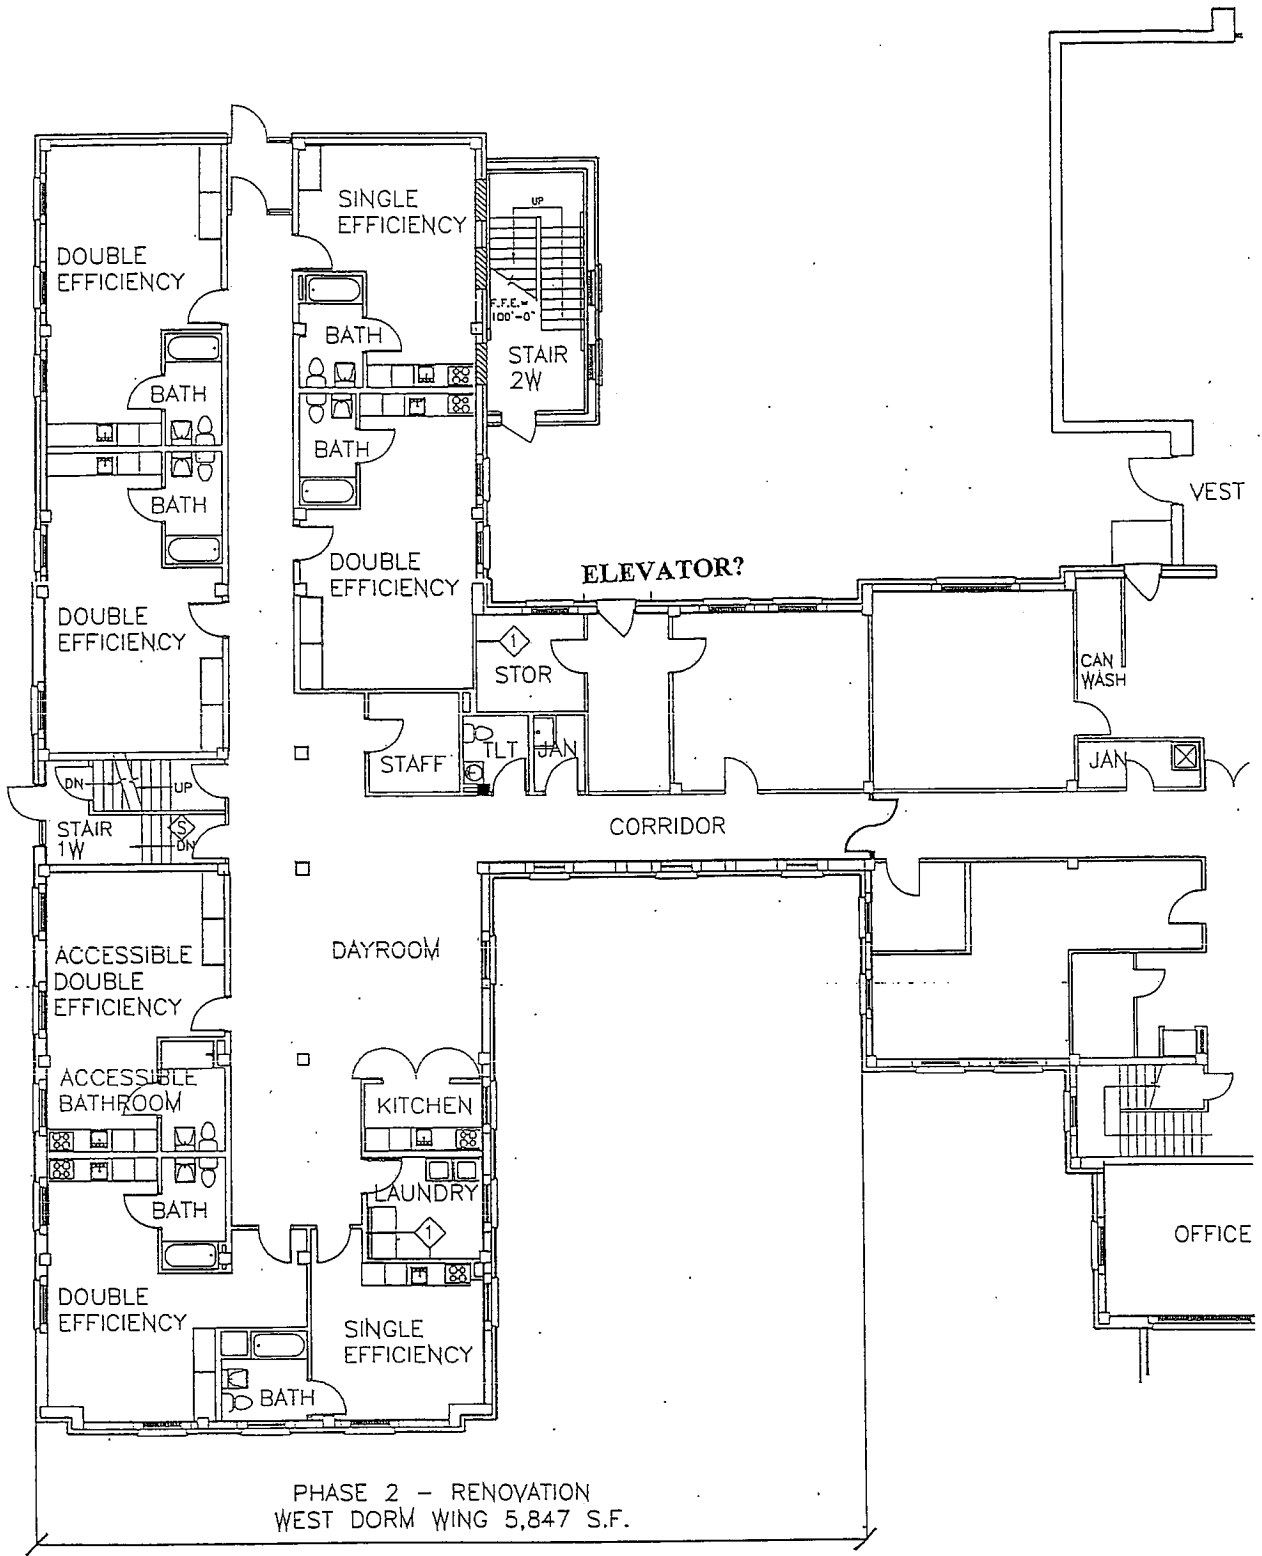 SINGLE
EFFICIENCY
UP
DOUBLE
EFFICIENCY
F.F.E.=
100'-0"
BATH
STAIR
2W
BATH
BATH
VEST
BATH
ELEVATOR?
DOUBLE
EFFICIENCY
DOUBLE
EFFICIENCY
1
STOR
CAN
WASH
TLT
JAN
STAFF
JAN
DN
UP
STAIR
1W
S
DN
CORRIDOR
DAYROOM
ACCESSIBLE
DOUBLE
EFFICIENCY
ACCESSIBLE
BATHROOM
KITCHEN
LAUNDRY
BATH
1
OFFICE
DOUBLE
EFFICIENCY
SINGLE
EFFICIENCY
BATH
PHASE 2 - RENOVATION
WEST DORM WING 5,847 S.F.